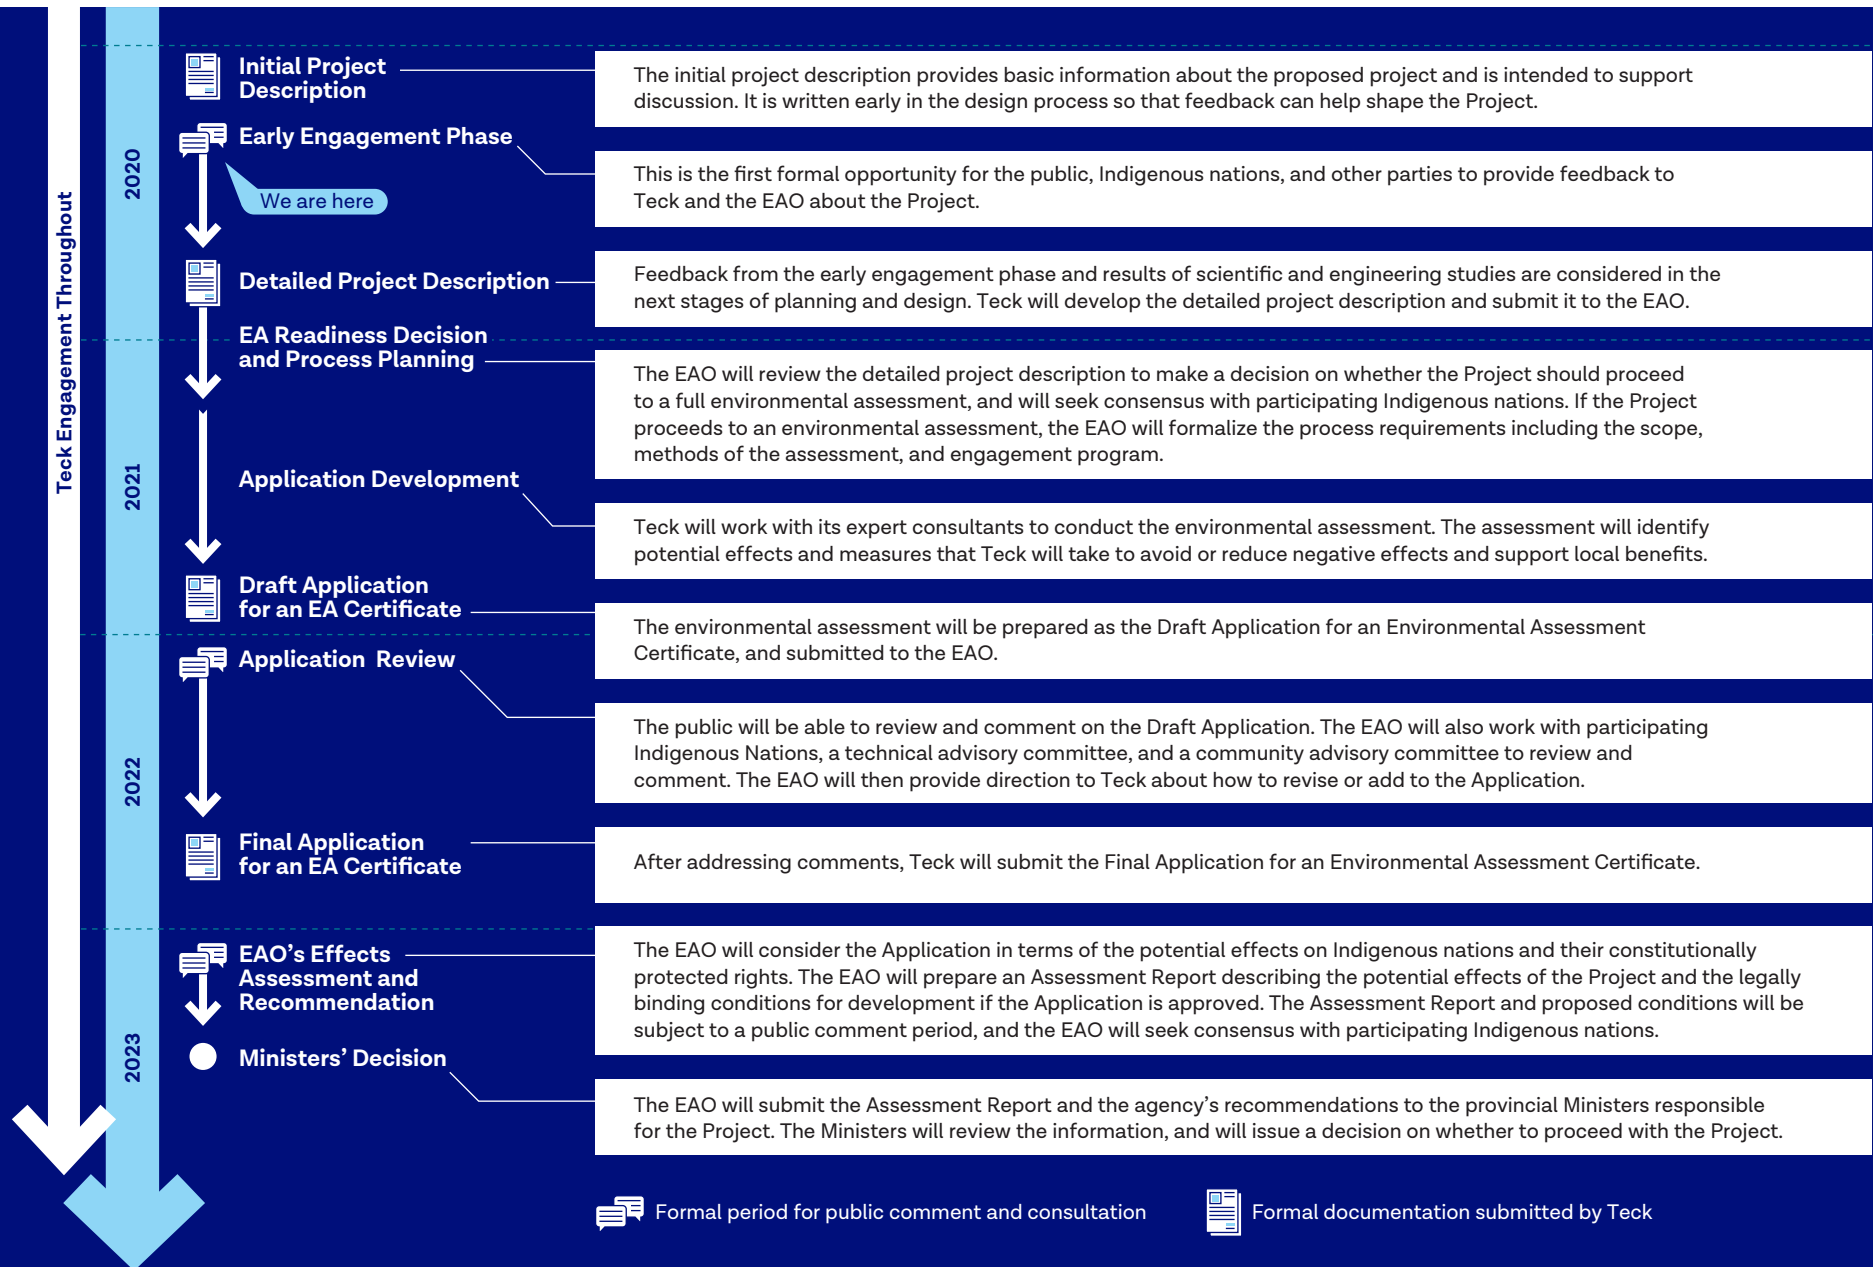 Teck Engagement Throughout
2020
Initial Project
Description
The initial project description provides basic information about the proposed project and is intended to support
discussion. It is written early in the design process so that feedback can help shape the Project.
Early Engagement Phase
We are here
This is the first formal opportunity for the public, Indigenous nations, and other parties to provide feedback to
Teck and the EAO about the Project.
Detailed Project Description
Feedback from the early engagement phase and results of scientific and engineering studies are considered in the
next stages of planning and design. Teck will develop the detailed project description and submit it to the EAO.
2021
EA Readiness Decision
and Process Planning
The EAO will review the detailed project description to make a decision on whether the Project should proceed
to a full environmental assessment, and will seek consensus with participating Indigenous nations. If the Project
proceeds to an environmental assessment, the EAO will formalize the process requirements including the scope,
methods of the assessment, and engagement program.
Application Development
Teck will work with its expert consultants to conduct the environmental assessment. The assessment will identify
potential effects and measures that Teck will take to avoid or reduce negative effects and support local benefits.
Draft Application
for an EA Certificate
The environmental assessment will be prepared as the Draft Application for an Environmental Assessment
Certificate, and submitted to the EAO.
2022
Application Review
The public will be able to review and comment on the Draft Application. The EAO will also work with participating
Indigenous Nations, a technical advisory committee, and a community advisory committee to review and
comment. The EAO will then provide direction to Teck about how to revise or add to the Application.
Final Application
for an EA Certificate
After addressing comments, Teck will submit the Final Application for an Environmental Assessment Certificate.
2023
EAO's Effects
Assessment and
Recommendation
The EAO will consider the Application in terms of the potential effects on Indigenous nations and their constitutionally
protected rights. The EAO will prepare an Assessment Report describing the potential effects of the Project and the legally
binding conditions for development if the Application is approved. The Assessment Report and proposed conditions will be
subject to a public comment period, and the EAO will seek consensus with participating Indigenous nations.
Ministers' Decision
The EAO will submit the Assessment Report and the agency's recommendations to the provincial Ministers responsible
for the Project. The Ministers will review the information, and will issue a decision on whether to proceed with the Project.
Formal period for public comment and consultation
Formal documentation submitted by Teck